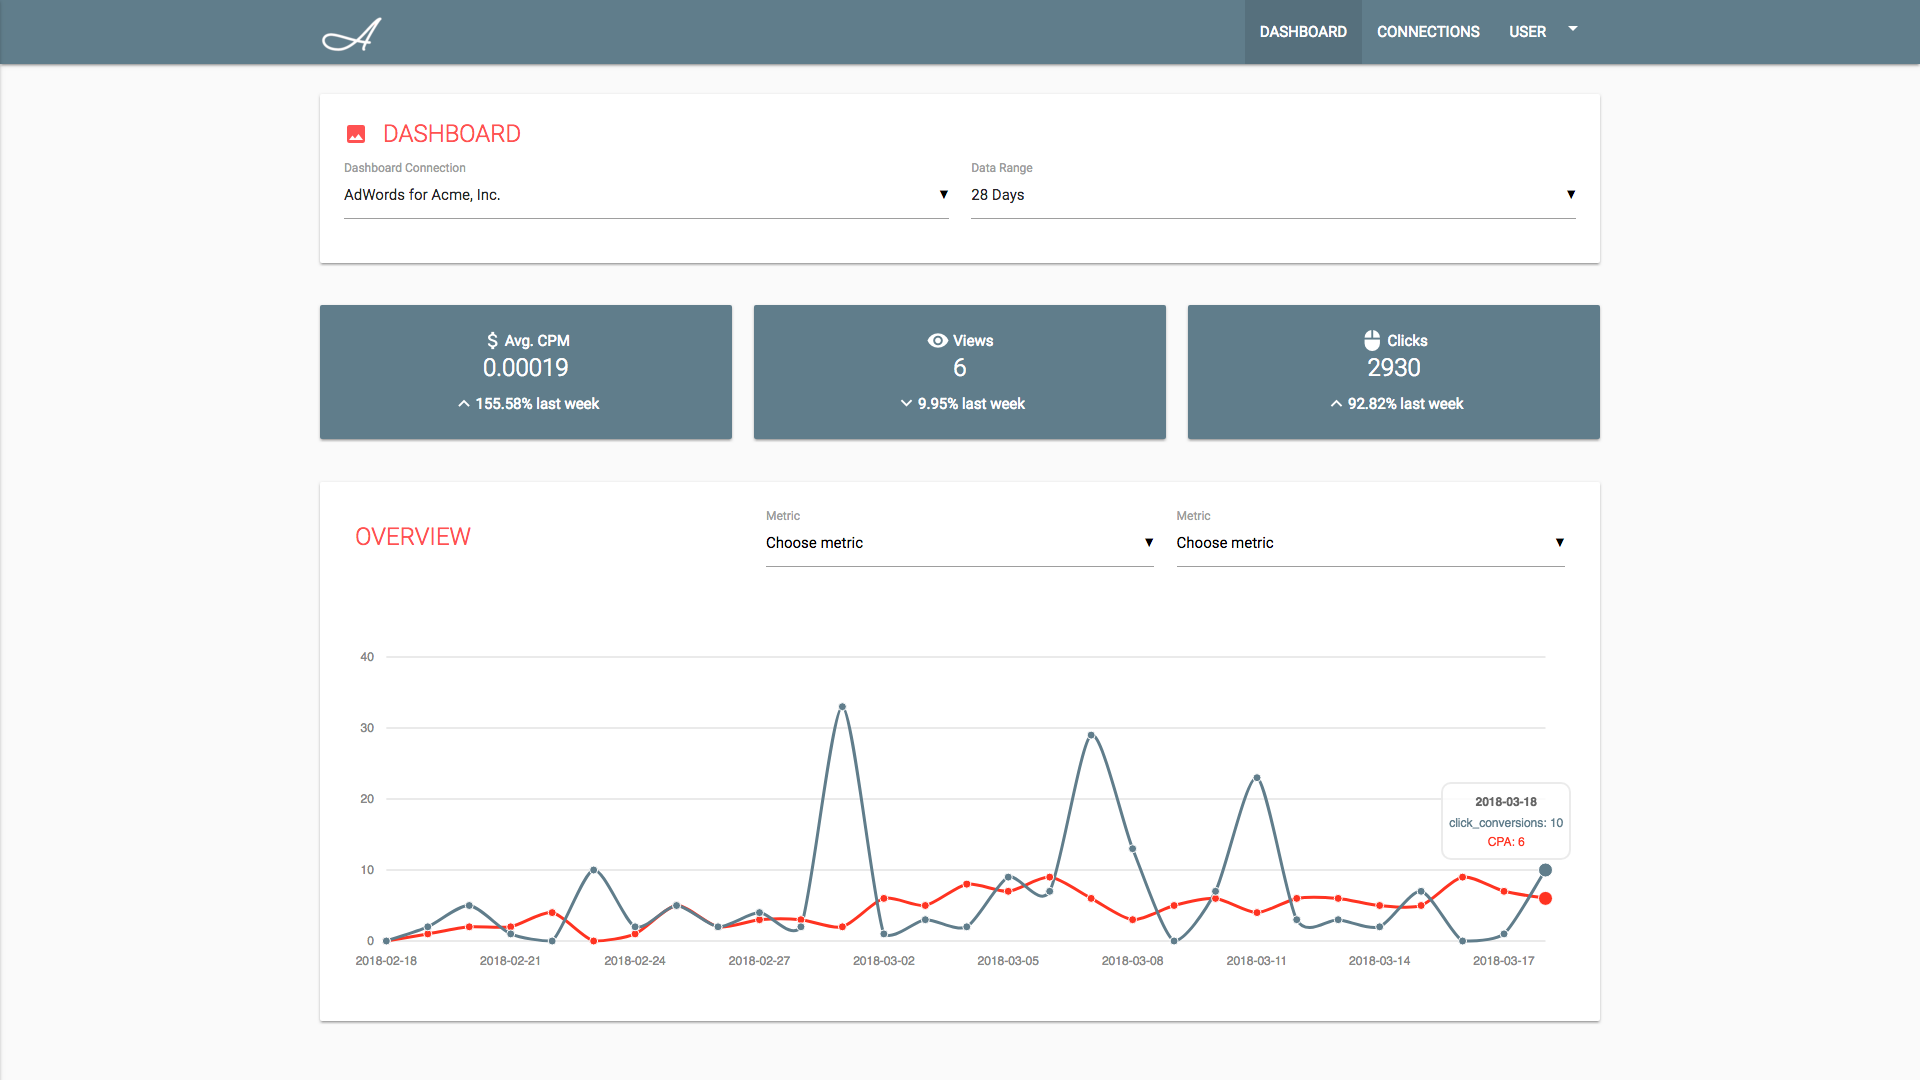 DASHBOARD CONNECTIONS USER
DASHBOARD
Dashboard Connection Data Range
AdWords for Acme, Inc. 28 Days
Avg. CPM
0.00019
155.58% last week
Views
6
9.95% last week
Clicks
2930
92.82% last week
OVERVIEW
Metric Metric
Choose metric Choose metric
40
30
20
10
0
2018-03-18
click_conversions: 10
CPA: 6
2018-02-18 2018-02-21 2018-02-24 2018-02-27 2018-03-02 2018-03-05 2018-03-08 2018-03-11 2018-03-14 2018-03-17